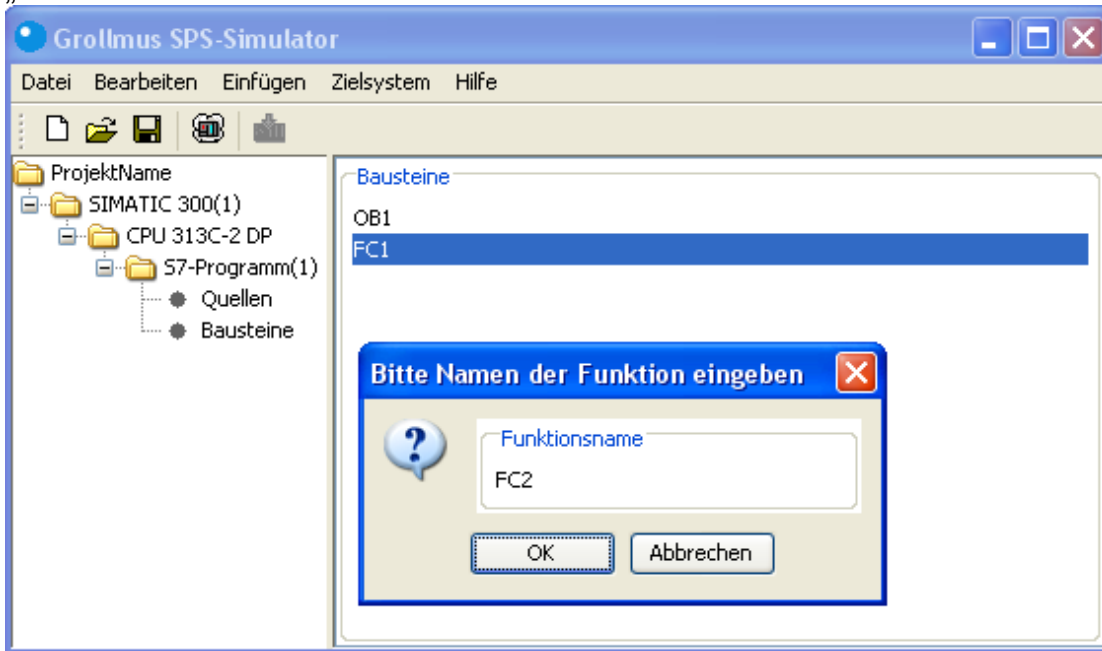 „
Grollmus SPS-Simulator
Datei Bearbeiten Einfügen Zielsystem Hilfe
ProjektName
SIMATIC 300(1)
CPU 313C-2 DP
S7-Programm(1)
Quellen
Bausteine
Bausteine
OB1
FC1
Bitte Namen der Funktion eingeben
Funktionsname
FC2
OK Abbrechen